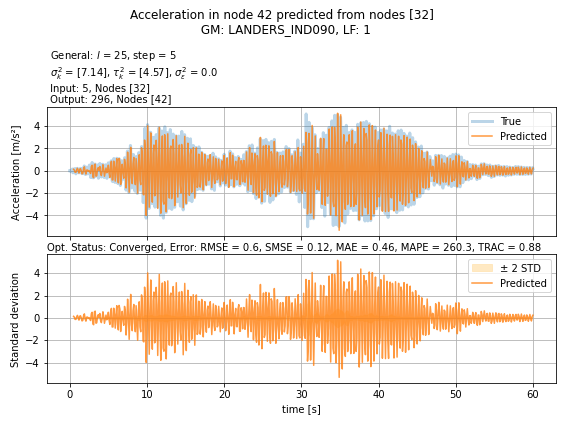 Acceleration in node 42 predicted from nodes [32]
GM: LANDERS_IND090, LF: 1
General: l = 25, step = 5
σ²ₖ = [7.14], τ²ₖ = [4.57], σ²ε = 0.0
Input: 5, Nodes [32]
Output: 296, Nodes [42]
Acceleration [m/s²]
4
2
0
−2
−4
True
Predicted
Opt. Status: Converged, Error: RMSE = 0.6, SMSE = 0.12, MAE = 0.46, MAPE = 260.3, TRAC = 0.88
Standard deviation
4
2
0
−2
−4
± 2 STD
Predicted
0 10 20 30 40 50 60
time [s]